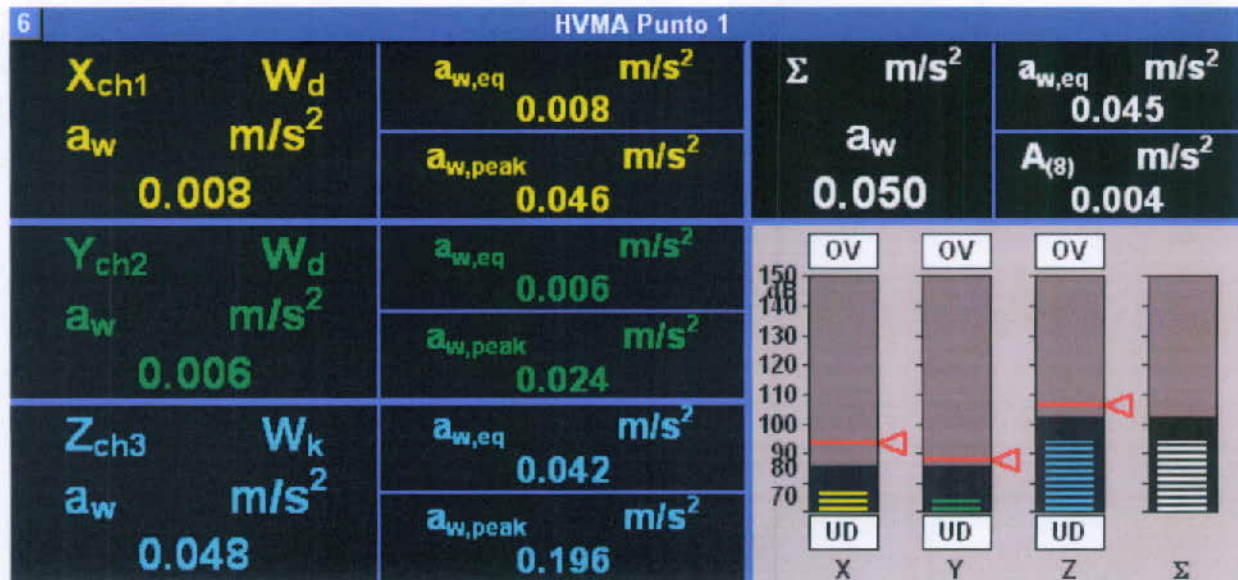 6 HVMA Punto 1
Xch1 Wd
aw m/s²
0.008
aw,eq m/s²
0.008
aw,peak m/s²
0.046
Σ m/s²
aw
0.050
aw,eq m/s²
0.045
A(8) m/s²
0.004
Ych2 Wd
aw m/s²
0.006
aw,eq m/s²
0.006
aw,peak m/s²
0.024
Zch3 Wk
aw m/s²
0.048
aw,eq m/s²
0.042
aw,peak m/s²
0.196
OV OV OV
150
dB
140
130
120
110
100
90
80
70
UD UD UD
X Y Z Σ